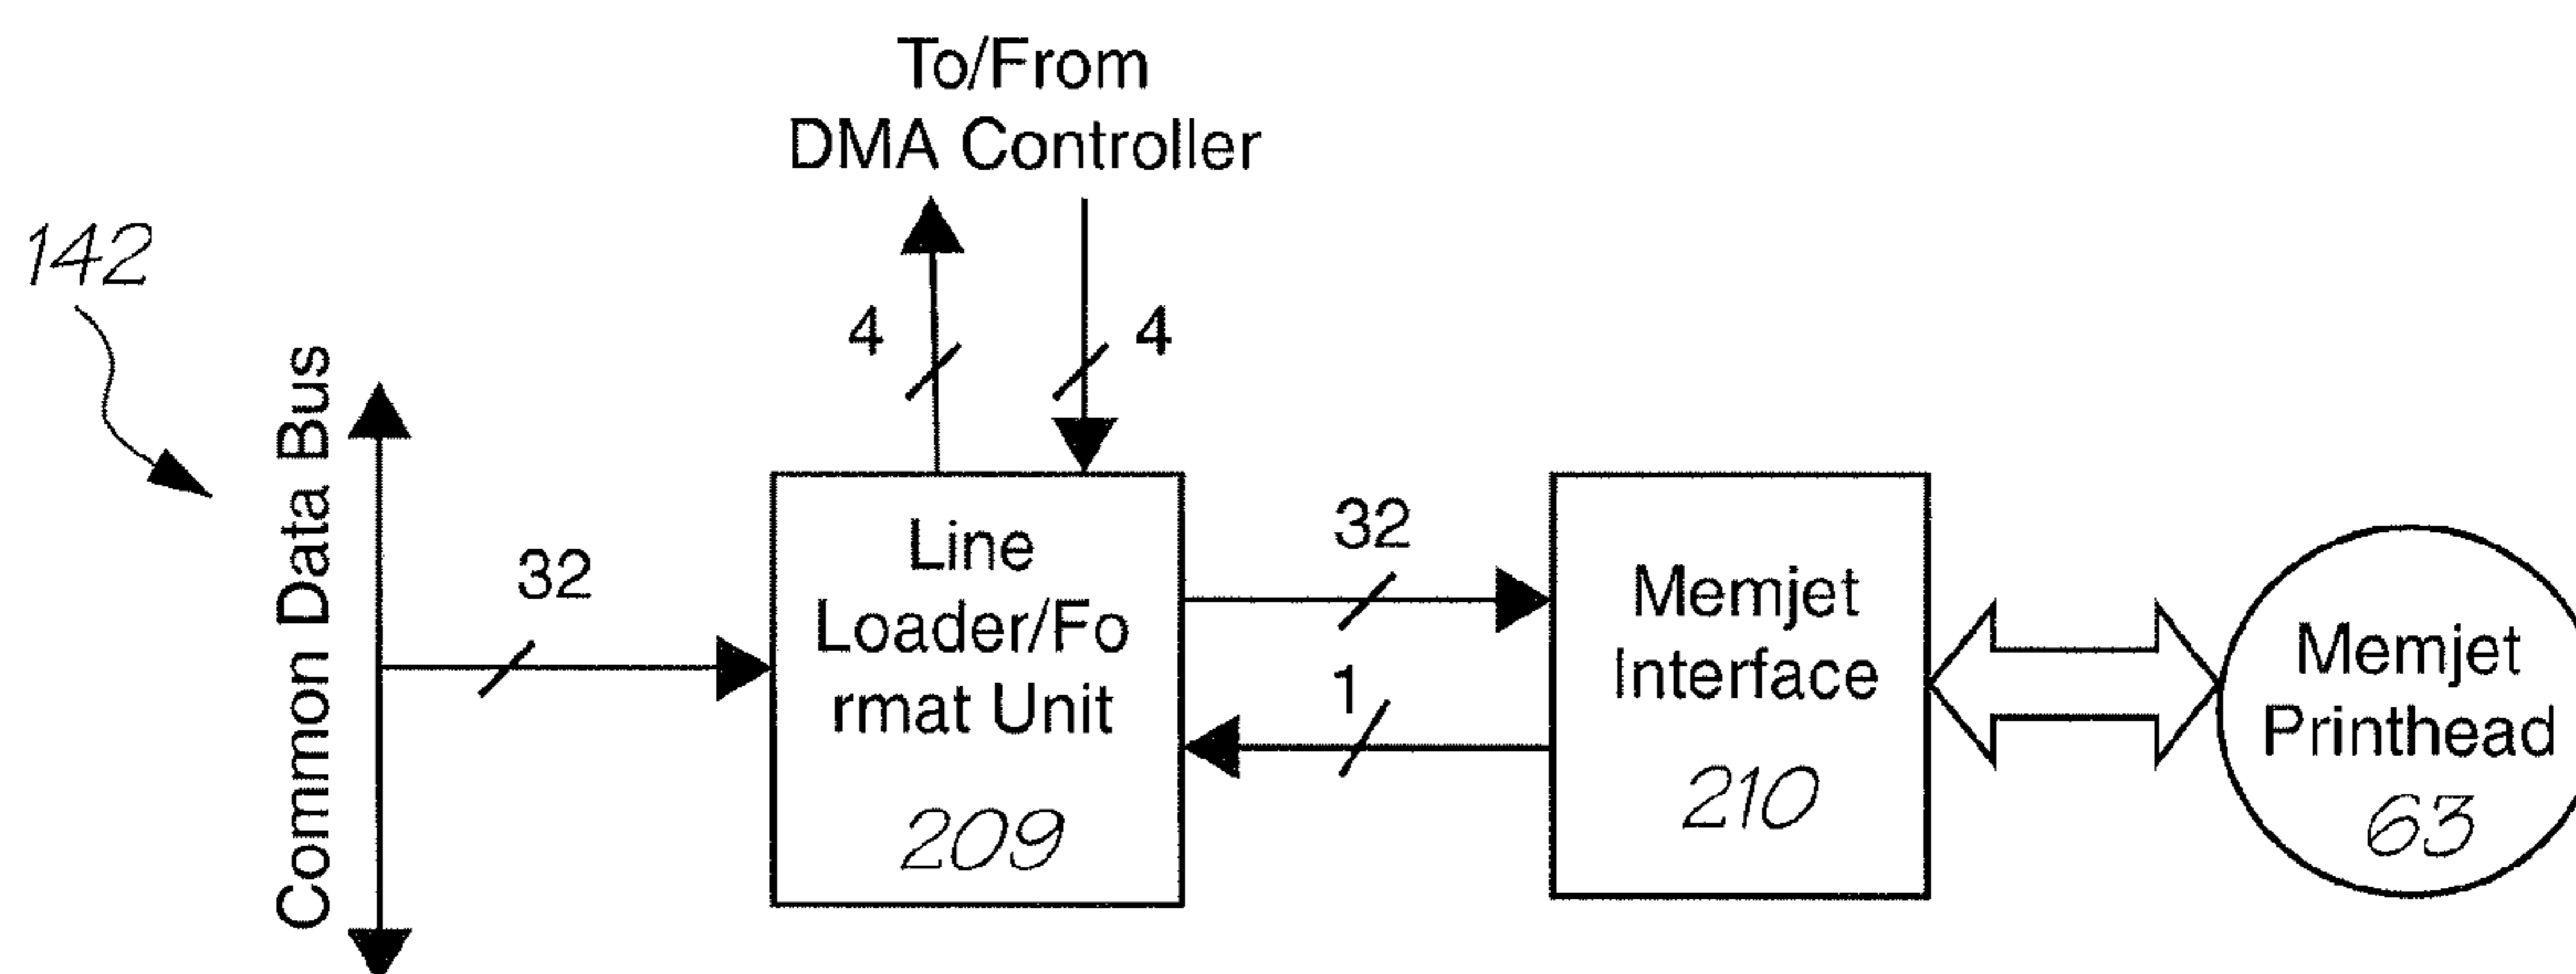 To/From
DMA Controller
142
4
4
Common Data Bus
32
32
1
Line
Loader/Fo
rmat Unit
209
Memjet
Interface
210
Memjet
Printhead
63